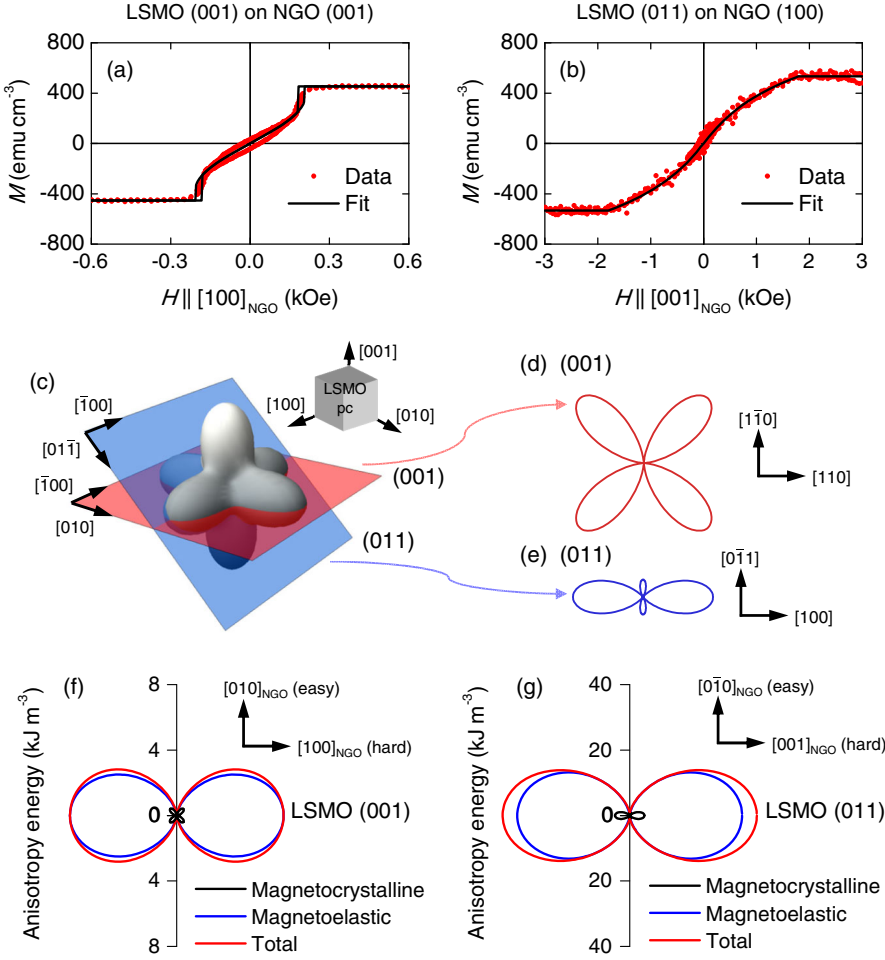 LSMO (001) on NGO (001)
LSMO (011) on NGO (100)
(a)
800
400
0
-400
-800
M (emu cm⁻³)
Data
Fit
-0.6
-0.3
0.0
0.3
0.6
H || [100]NGO (kOe)
(b)
800
400
0
-400
-800
M (emu cm⁻³)
Data
Fit
-3
-2
-1
0
1
2
3
H || [001]NGO (kOe)
(c)
[1̄00]
[011̄]
[1̄00]
[010]
[001]
LSMO
pc
[100]
[010]
(001)
(011)
(d) (001)
[11̄0]
[110]
(e) (011)
[01̄1]
[100]
(f)
Anisotropy energy (kJ m⁻³)
8
4
0
4
8
[010]NGO (easy)
[100]NGO (hard)
LSMO (001)
Magnetocrystalline
Magnetoelastic
Total
(g)
Anisotropy energy (kJ m⁻³)
40
20
0
20
40
[01̄0]NGO (easy)
[001]NGO (hard)
LSMO (011)
Magnetocrystalline
Magnetoelastic
Total